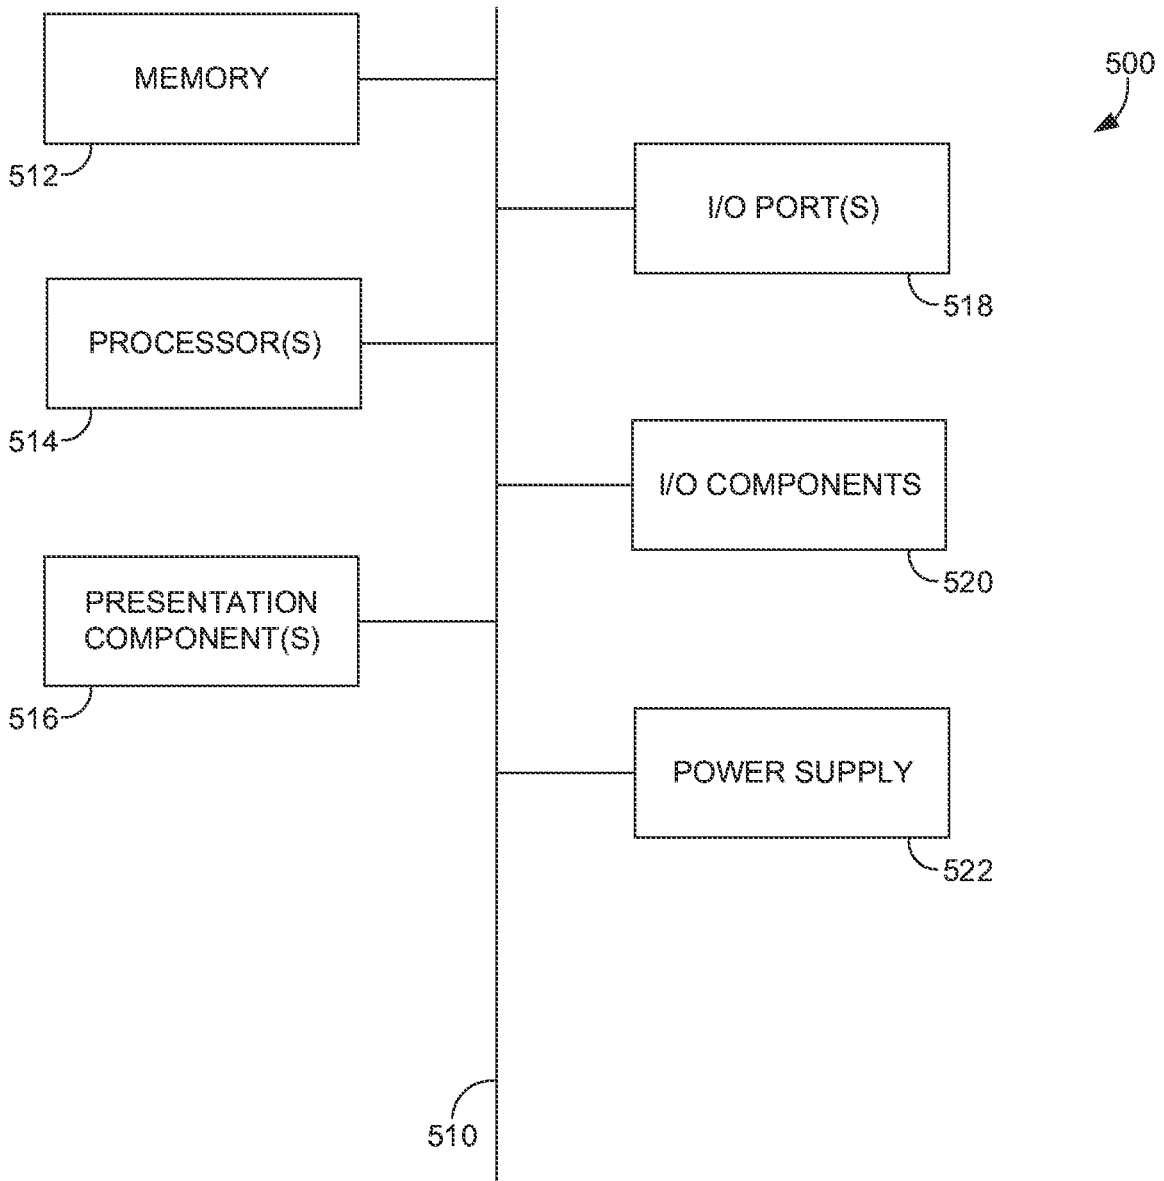 MEMORY
512
500
I/O PORT(S)
518
PROCESSOR(S)
514
I/O COMPONENTS
520
PRESENTATION
COMPONENT(S)
516
POWER SUPPLY
522
510